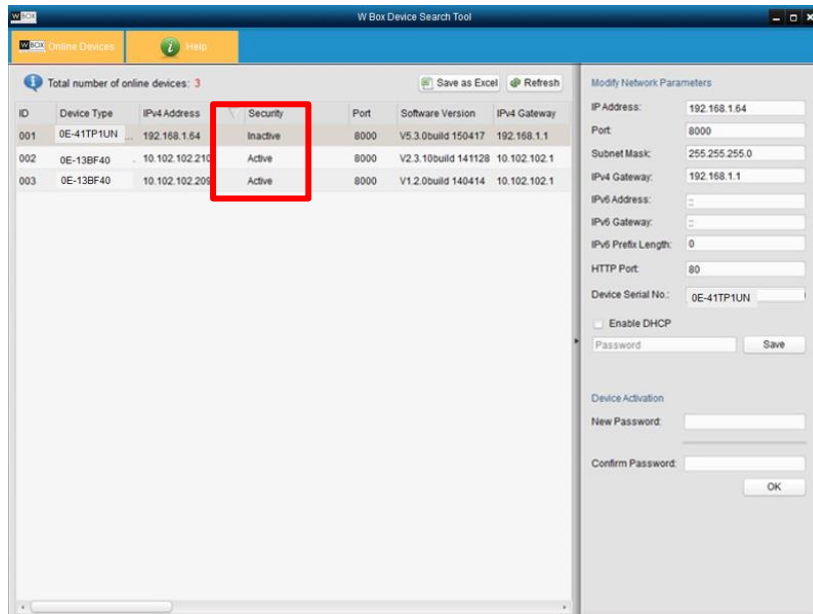 W BOX W Box Device Search Tool
W BOX Online Devices Help
Total number of online devices: 3 Save as Excel Refresh
ID Device Type IPv4 Address Security Port Software Version IPv4 Gateway
001 0E-41TP1UN ... 192.168.1.64 Inactive 8000 V5.3.0build 150417 192.168.1.1
002 0E-13BF40 . 10.102.102.210 Active 8000 V2.3.10build 141128 10.102.102.1
003 0E-13BF40 10.102.102.209 Active 8000 V1.2.0build 140414 10.102.102.1
Modify Network Parameters
IP Address: 192.168.1.64
Port: 8000
Subnet Mask: 255.255.255.0
IPv4 Gateway: 192.168.1.1
IPv6 Address: ::
IPv6 Gateway: ::
IPv6 Prefix Length: 0
HTTP Port: 80
Device Serial No.: 0E-41TP1UN
Enable DHCP
Password Save
Device Activation
New Password:
Confirm Password:
OK